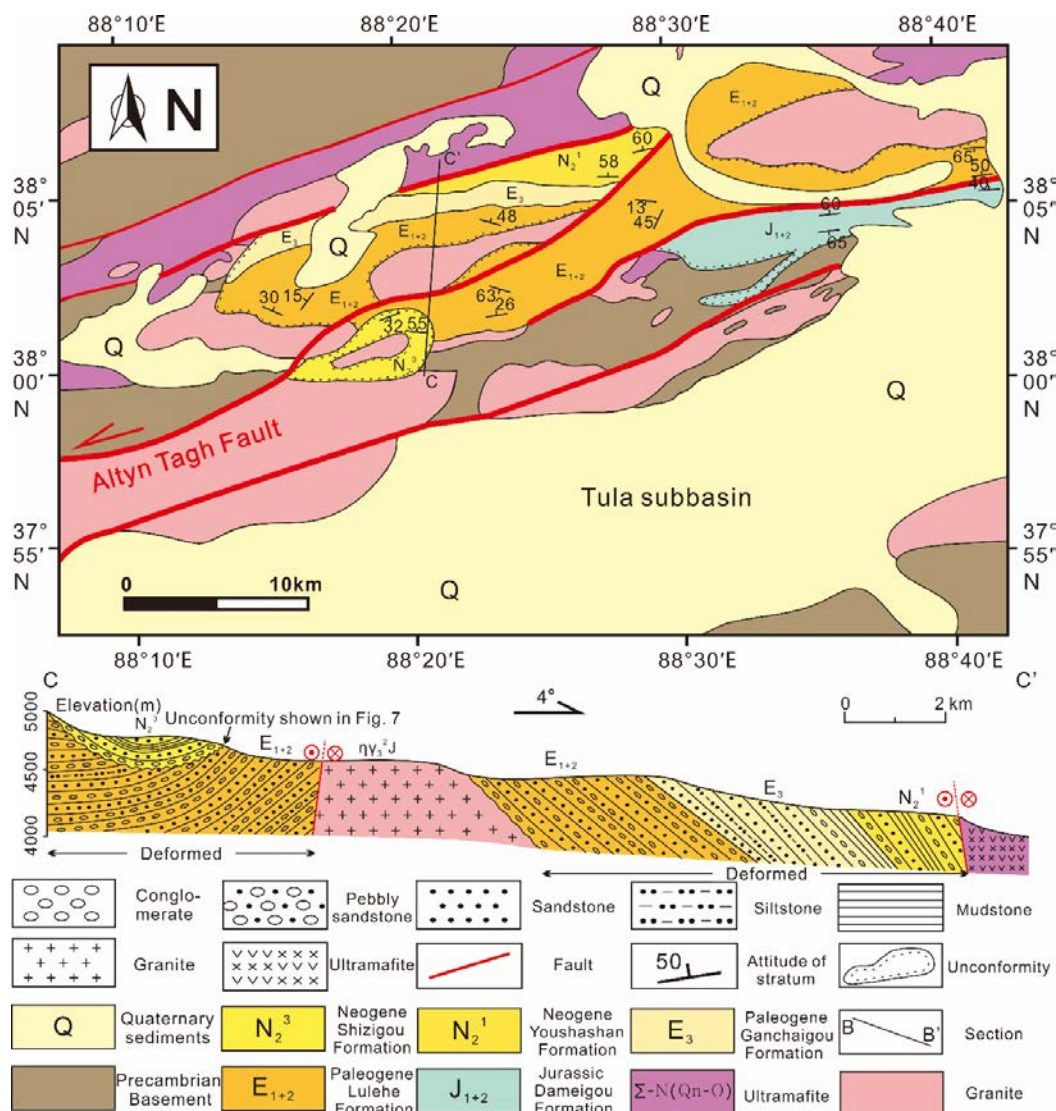 88°10′E 88°20′E 88°30′E 88°40′E
N
Q
E1+2
C'
60
N₂¹
58
65
50
40
38°
05′
N
38°
05′
N
E3
48
13
45
60
J1+2
65
E3
Q
E1+2
E1+2
30
15
E1+2
63
26
Q
32
55
N₂³
C
38°
00′
N
38°
00′
N
Q
Altyn Tagh Fault
Tula subbasin
37°
55′
N
37°
55′
N
0 10km
Q
88°10′E 88°20′E 88°30′E 88°40′E
C C'
Elevation(m)
N₂³ Unconformity shown in Fig. 7
4° 0 2 km
5000
4500
4000
E1+2 ηγ₃²J E1+2 E3 N₂¹
Deformed Deformed
Conglo-
merate
Pebbly
sandstone
Sandstone
Siltstone
Mudstone
Granite
Ultramafite
Fault
50
Attitude of
stratum
Unconformity
Q
Quaternary
sediments
N₂³
Neogene
Shizigou
Formation
N₂¹
Neogene
Youshashan
Formation
E3
Paleogene
Ganchaigou
Formation
B B'
Section
Precambrian
Basement
E1+2
Paleogene
Lulehe
Formation
J1+2
Jurassic
Dameigou
Formation
Σ-N(Qn-O)
Ultramafite
Granite